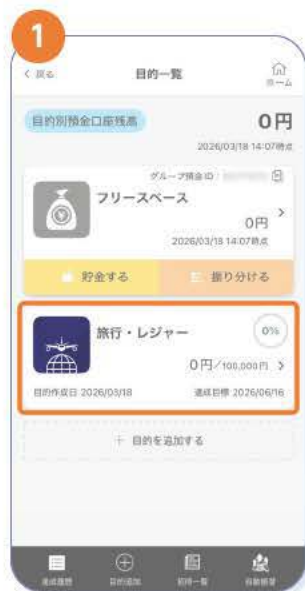 1
< 戻る 目的一覧 ホーム
目的別預金口座残高 0円
2026/03/18 14:07時点
グループ預金ID
フリースペース
0円 >
2026/03/18 14:07時点
貯金する 振り分ける
旅行・レジャー 0%
0円/100,000円 >
目的作成日 2026/03/18 達成目標 2026/06/16
+ 目的を追加する
達成履歴 目的追加 招待一覧 自動振替